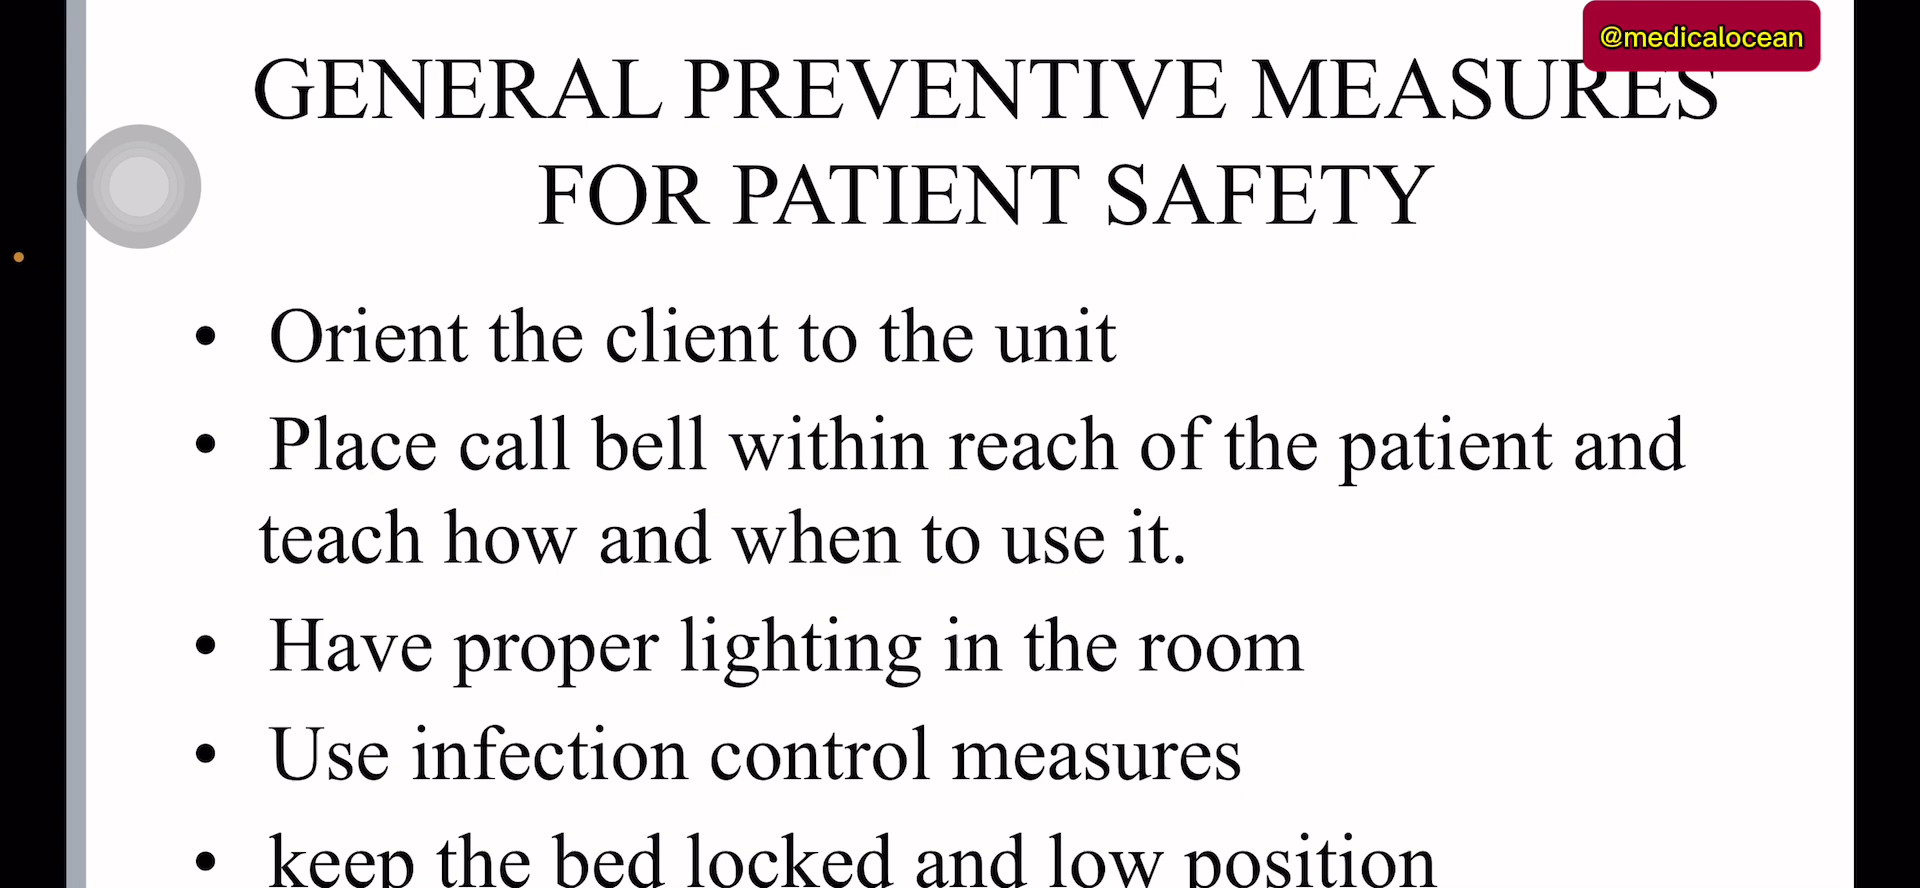 @medicalocean
GENERAL PREVENTIVE MEASURES
FOR PATIENT SAFETY
• Orient the client to the unit
• Place call bell within reach of the patient and
teach how and when to use it.
• Have proper lighting in the room
• Use infection control measures
• keep the bed locked and low position